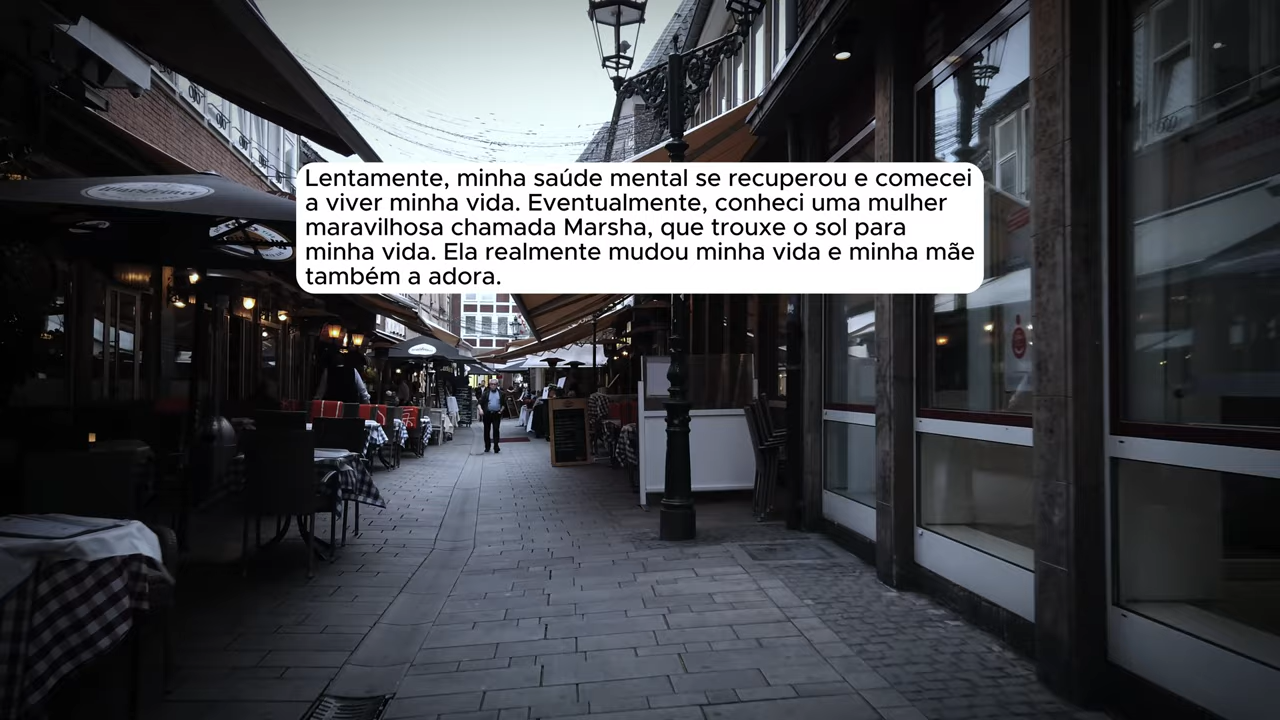 Lentamente, minha saúde mental se recuperou e comecei
a viver minha vida. Eventualmente, conheci uma mulher
maravilhosa chamada Marsha, que trouxe o sol para
minha vida. Ela realmente mudou minha vida e minha mãe
também a adora.